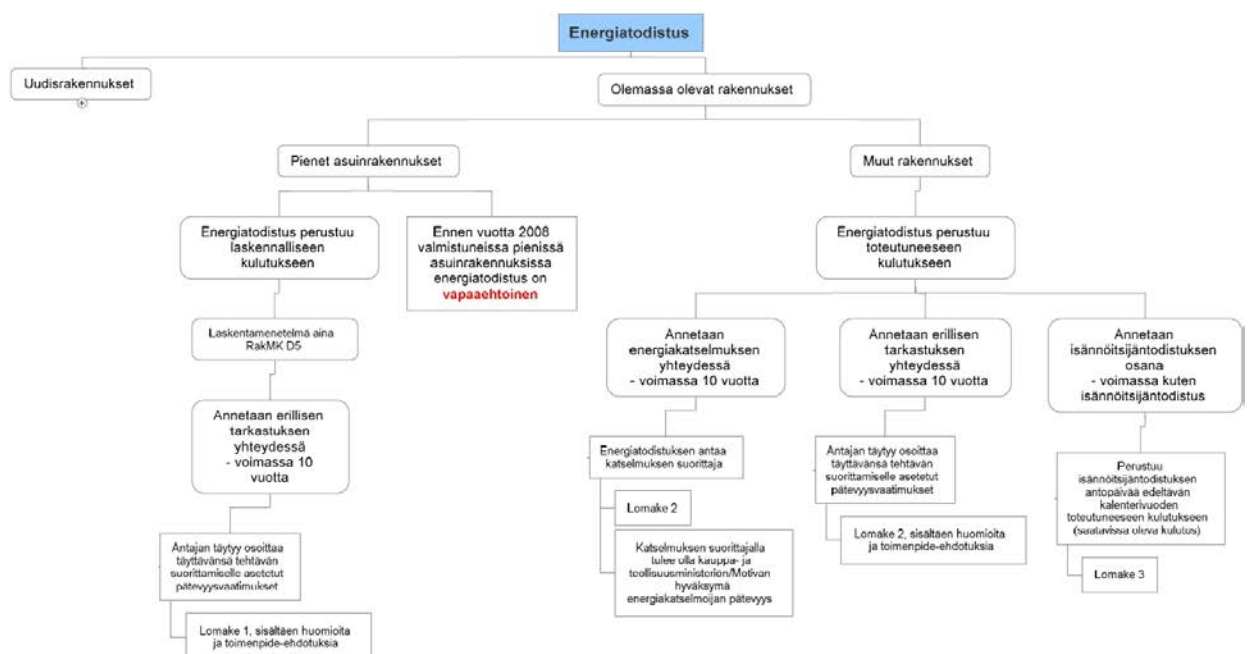 Energiatodistus
Uudisrakennukset
Olemassa olevat rakennukset
Pienet asuinrakennukset
Muut rakennukset
Energiatodistus perustuu
laskennalliseen
kulutukseen
Ennen vuotta 2008
valmistuneissa pienissä
asuinrakennuksissa
energiatodistus on
vapaaehtoinen
Energiatodistus perustuu
toteutuneeseen
kulutukseen
Laskentamenetelmä aina
RakMK D5
Annetaan erillisen
tarkastuksen
yhteydessä
- voimassa 10
vuotta
Antajan täytyy osoittaa
täyttävänsä tehtävän
suorittamiselle asetetut
pätevyysvaatimukset
Lomake 1, sisältäen huomioita
ja toimenpide-ehdotuksia
Annetaan
energiakatselmuksen
yhteydessä
- voimassa 10 vuotta
Energiatodistuksen antaa
katselmuksen suorittaja
Lomake 2
Katselmuksen suorittajalla
tulee olla kauppa- ja
teollisuusministeriön/Motivan
hyväksymä
energiakatselmoijan pätevyys
Annetaan erillisen
tarkastuksen
yhteydessä
- voimassa 10 vuotta
Antajan täytyy osoittaa
täyttävänsä tehtävän
suorittamiselle asetetut
pätevyysvaatimukset
Lomake 2, sisältäen huomioita
ja toimenpide-ehdotuksia
Annetaan
isännöitsijäntodistuksen
osana
- voimassa kuten
isännöitsijäntodistus
Perustuu
isännöitsijäntodistuksen
antopäivää edeltävän
kalenterivuoden
toteutuneeseen kulutukseen
(saatavissa oleva kulutus)
Lomake 3